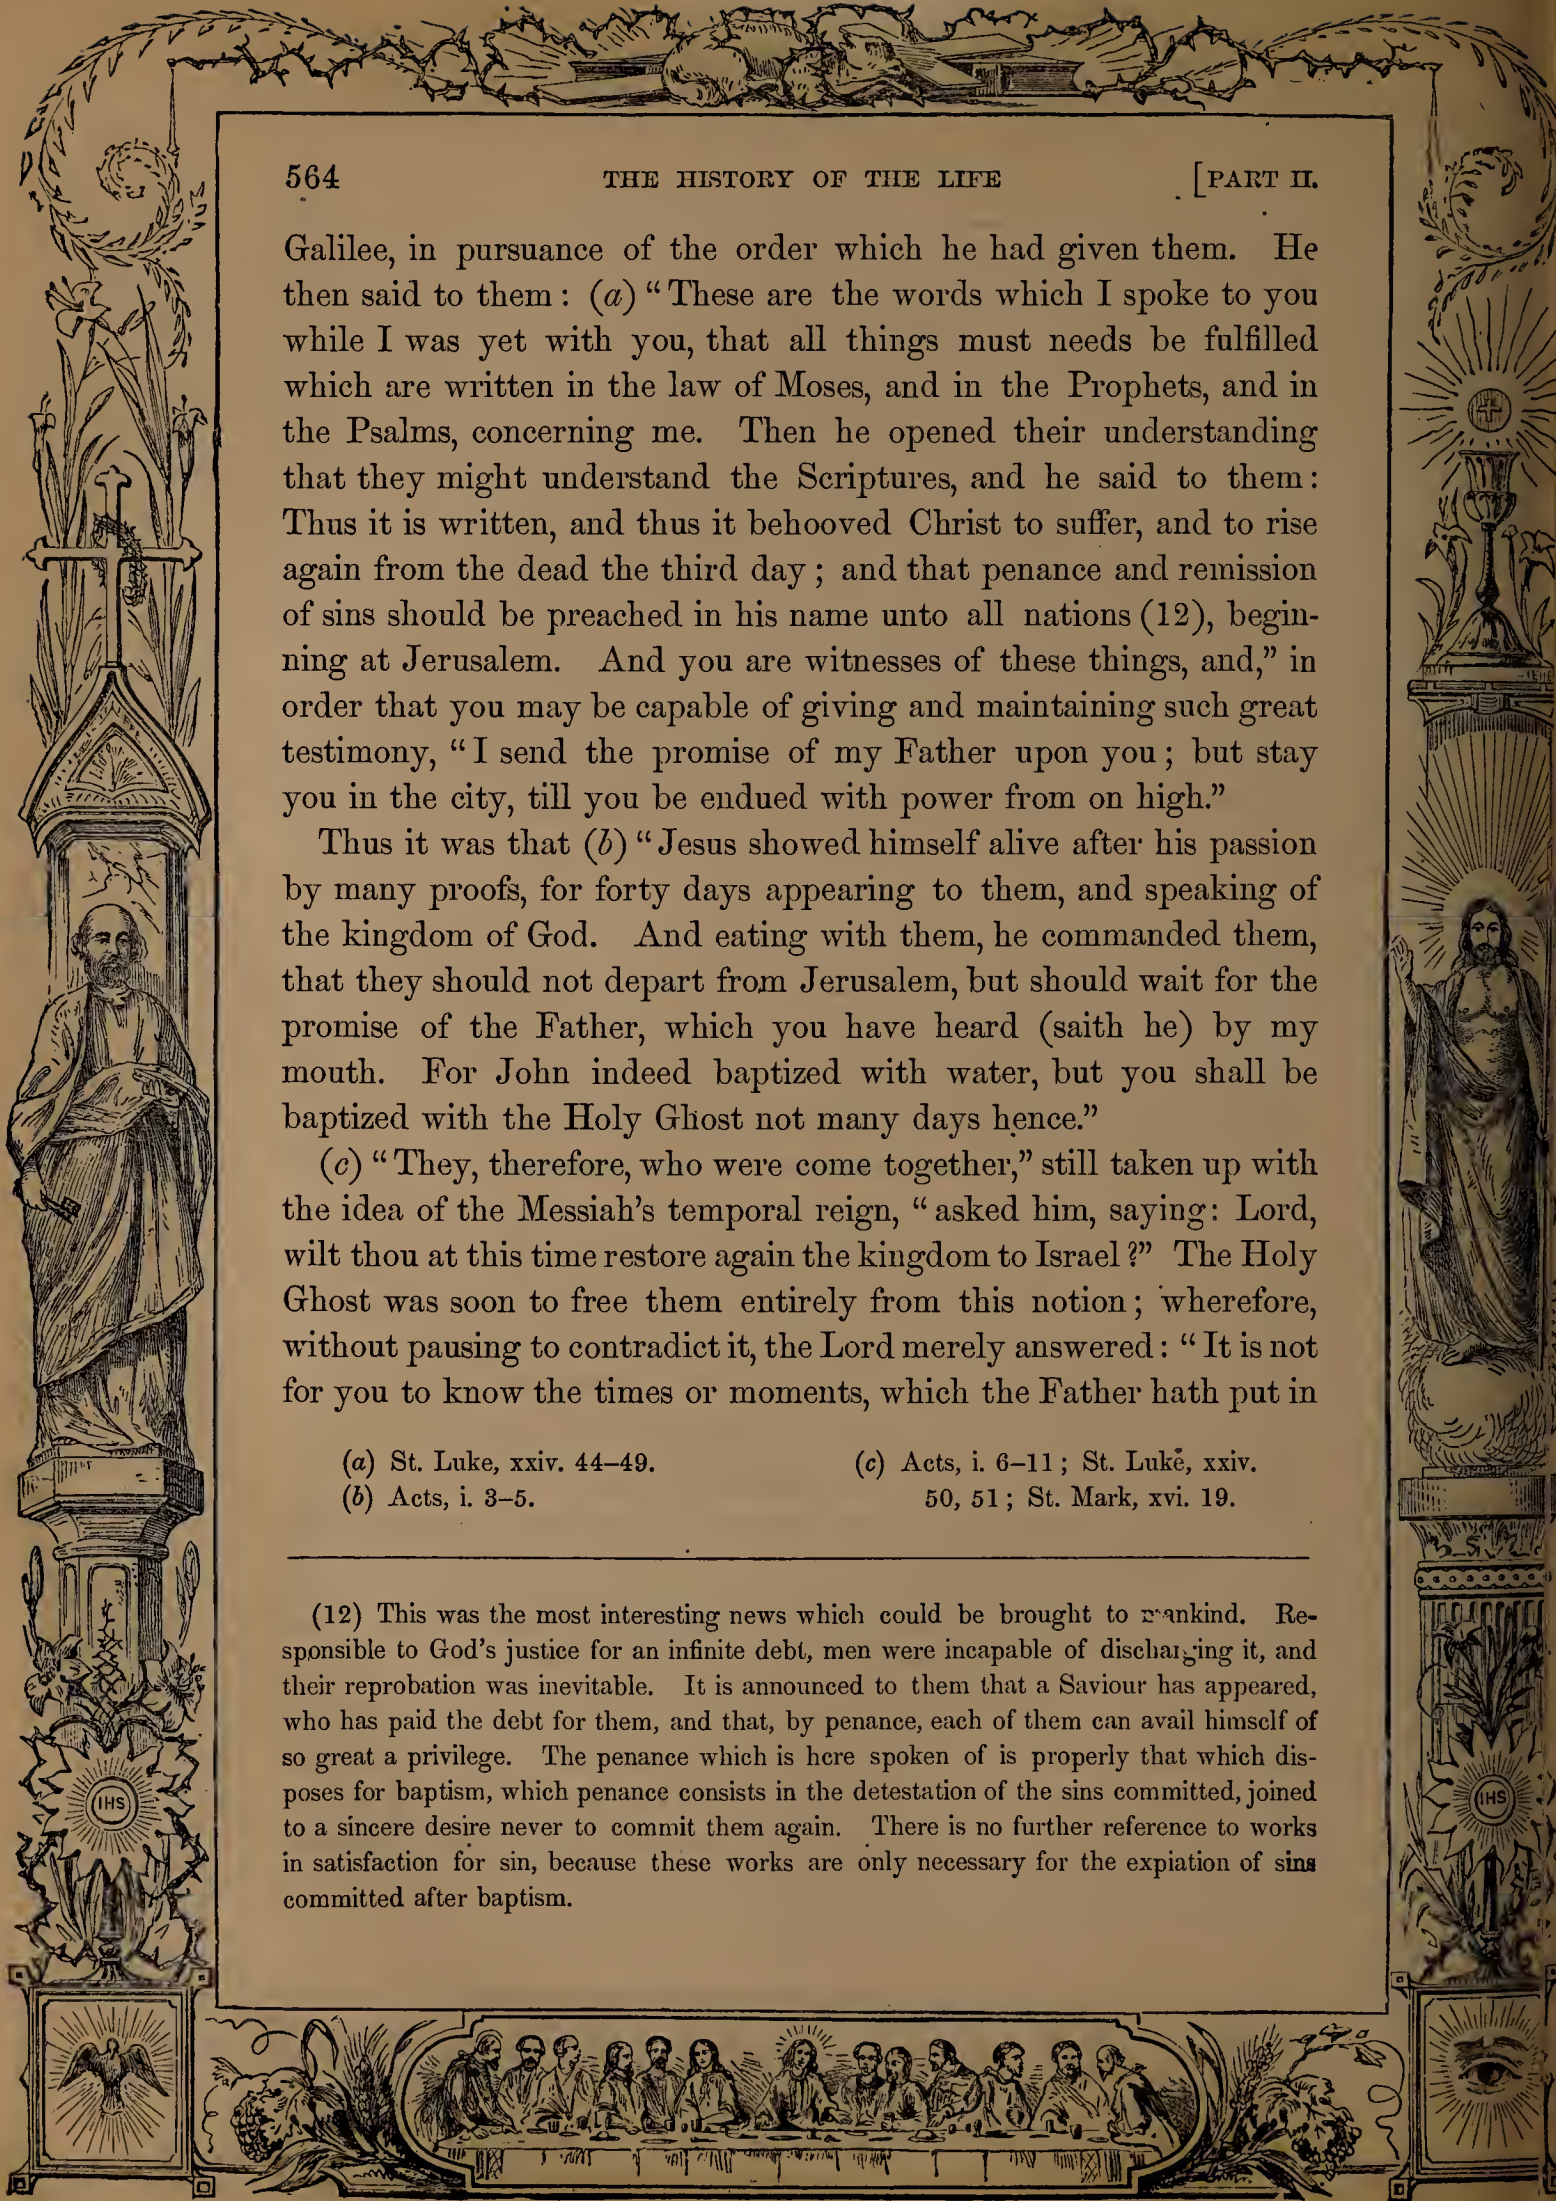 564 THE HISTORY OF THE LIFE [PART II.
Galilee, in pursuance of the order which he had given them. He
then said to them : (a) “ These are the words which I spoke to you
while I was yet with you, that all things must needs be fulfilled
which are written in the law of Moses, and in the Prophets, and in
the Psalms, concerning me. Then he opened their understanding
that they might understand the Scriptures, and he said to them :
Thus it is written, and thus it behooved Christ to suffer, and to rise
again from the dead the third day ; and that penance and remission
of sins should be preached in his name unto all nations (12), begin-
ning at Jerusalem. And you are witnesses of these things, and,” in
order that you may be capable of giving and maintaining such great
testimony, “ I send the promise of my Father upon you ; but stay
you in the city, till you be endued with power from on high.”
Thus it was that (b) “ Jesus showed himself alive after his passion
by many proofs, for forty days appearing to them, and speaking of
the kingdom of God. And eating with them, he commanded them,
that they should not depart from Jerusalem, but should wait for the
promise of the Father, which you have heard (saith he) by my
mouth. For John indeed baptized with water, but you shall be
baptized with the Holy Ghost not many days hence.”
(c) “ They, therefore, who were come together,” still taken up with
the idea of the Messiah’s temporal reign, “ asked him, saying : Lord,
wilt thou at this time restore again the kingdom to Israel ?” The Holy
Ghost was soon to free them entirely from this notion ; wherefore,
without pausing to contradict it, the Lord merely answered : “ It is not
for you to know the times or moments, which the Father hath put in
(a) St. Luke, xxiv. 44–49.
(b) Acts, i. 3–5.
(c) Acts, i. 6–11 ; St. Luke, xxiv.
50, 51 ; St. Mark, xvi. 19.
(12) This was the most interesting news which could be brought to mankind. Re-
sponsible to God’s justice for an infinite debt, men were incapable of discharging it, and
their reprobation was inevitable. It is announced to them that a Saviour has appeared,
who has paid the debt for them, and that, by penance, each of them can avail himself of
so great a privilege. The penance which is here spoken of is properly that which dis-
poses for baptism, which penance consists in the detestation of the sins committed, joined
to a sincere desire never to commit them again. There is no further reference to works
in satisfaction for sin, because these works are only necessary for the expiation of sins
committed after baptism.
IHS
IHS